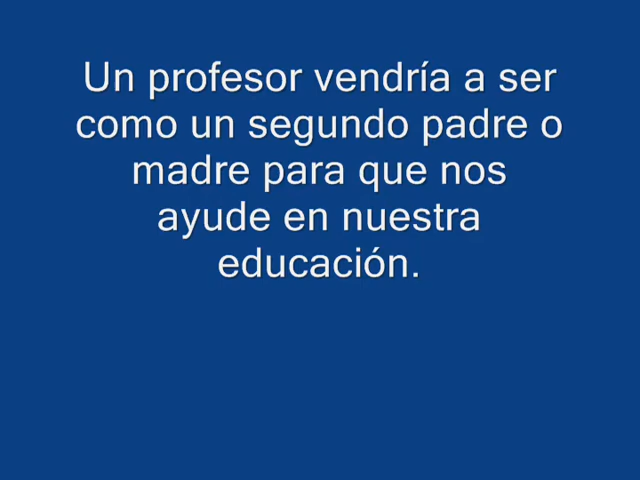 Un profesor vendría a ser
como un segundo padre o
madre para que nos
ayude en nuestra
educación.